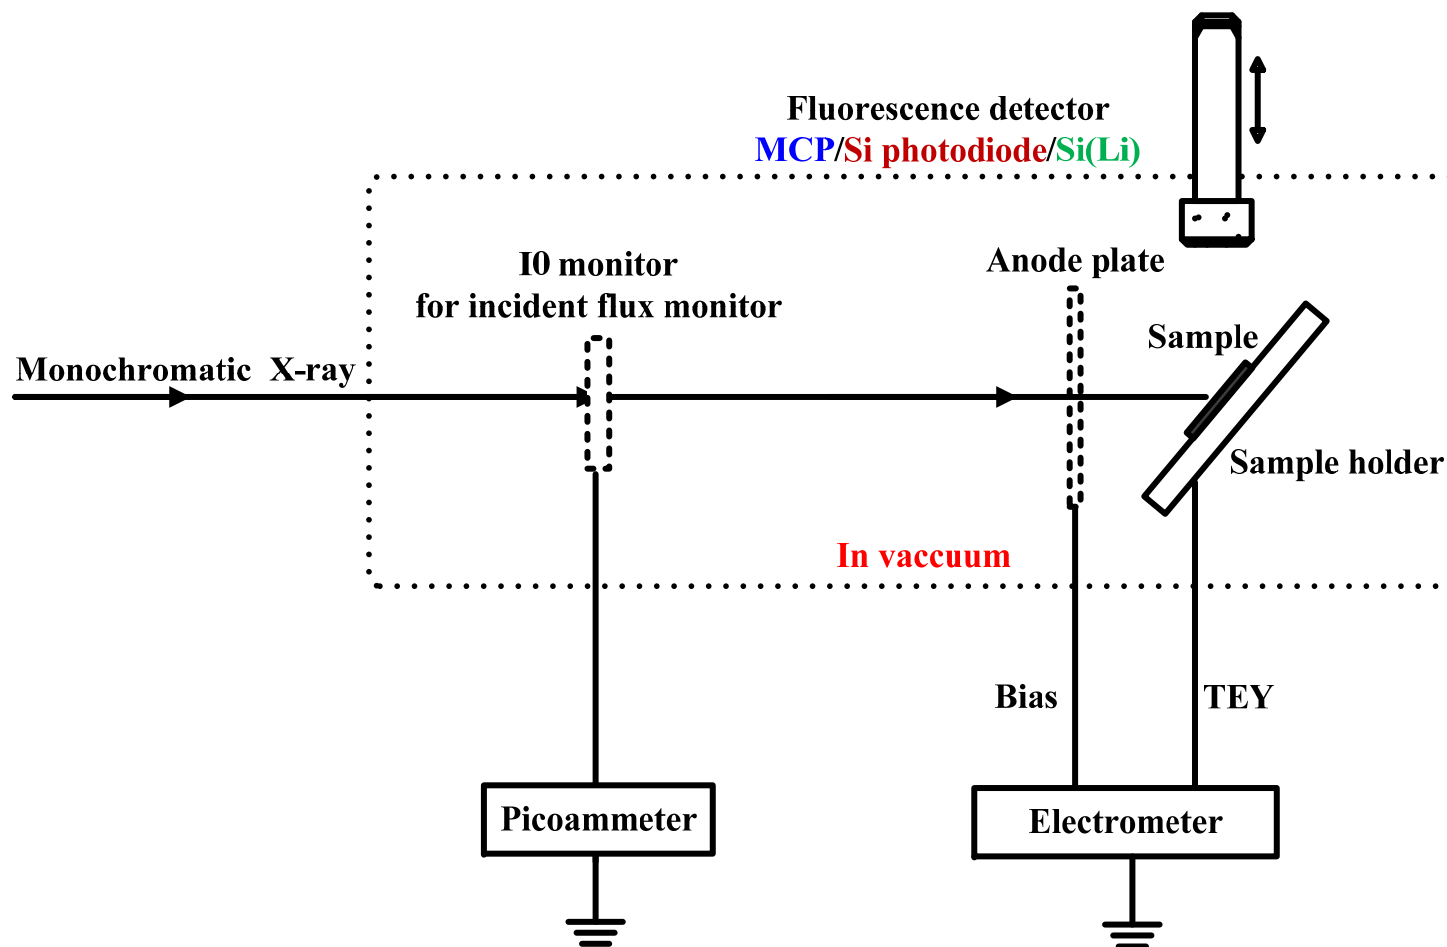 Fluorescence detector
MCP/Si photodiode/Si(Li)
I0 monitor
for incident flux monitor
Anode plate
Sample
Monochromatic X-ray
Sample holder
In vaccuum
Bias
TEY
Picoammeter
Electrometer